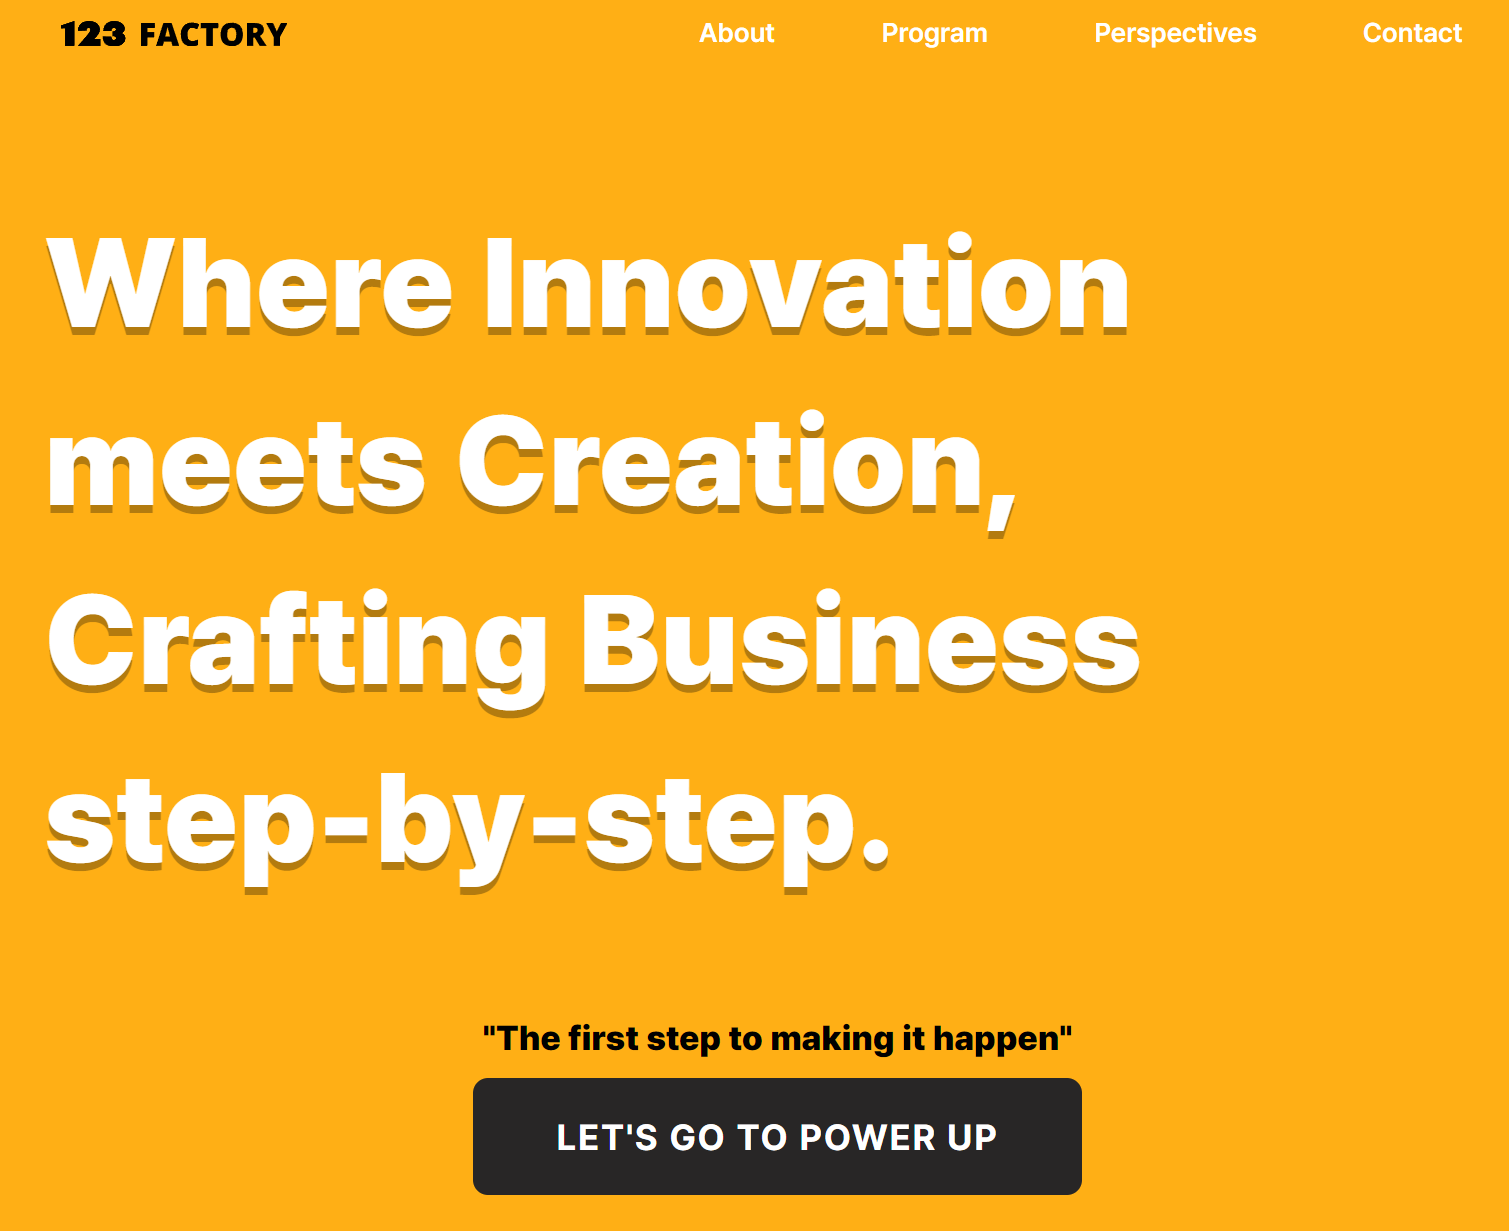 123 FACTORY
About
Program
Perspectives
Contact
Where Innovation
meets Creation,
Crafting Business
step-by-step.
"The first step to making it happen"
LET'S GO TO POWER UP